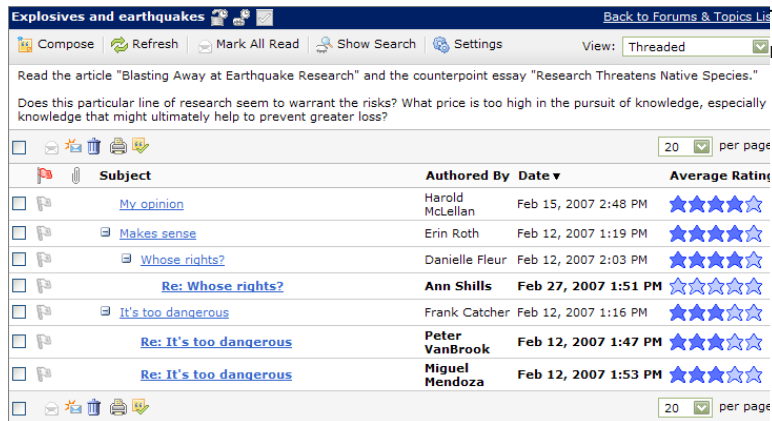 Explosives and earthquakes Back to Forums & Topics Lis
Compose Refresh Mark All Read Show Search Settings View: Threaded
Read the article "Blasting Away at Earthquake Research" and the counterpoint essay "Research Threatens Native Species."
Does this particular line of research seem to warrant the risks? What price is too high in the pursuit of knowledge, especially
knowledge that might ultimately help to prevent greater loss?
20 per page
Subject Authored By Date Average Rating
My opinion Harold McLellan Feb 15, 2007 2:48 PM
Makes sense Erin Roth Feb 12, 2007 1:19 PM
Whose rights? Danielle Fleur Feb 12, 2007 2:03 PM
Re: Whose rights? Ann Shills Feb 27, 2007 1:51 PM
It's too dangerous Frank Catcher Feb 12, 2007 1:16 PM
Re: It's too dangerous Peter VanBrook Feb 12, 2007 1:47 PM
Re: It's too dangerous Miguel Mendoza Feb 12, 2007 1:53 PM
20 per page